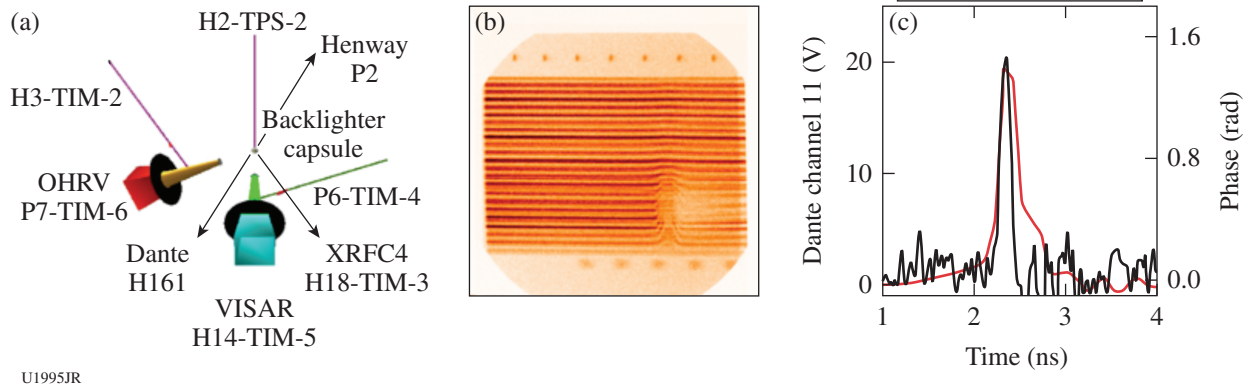 (a)
H2-TPS-2
Henway
P2
H3-TIM-2
Backlighter
capsule
OHRV
P7-TIM-6
P6-TIM-4
Dante
H161
XRFC4
H18-TIM-3
VISAR
H14-TIM-5
U1995JR
(b)
(c)
Dante channel 11 (V)
20
10
0
1.6
0.8
0.0
Phase (rad)
1 2 3 4
Time (ns)